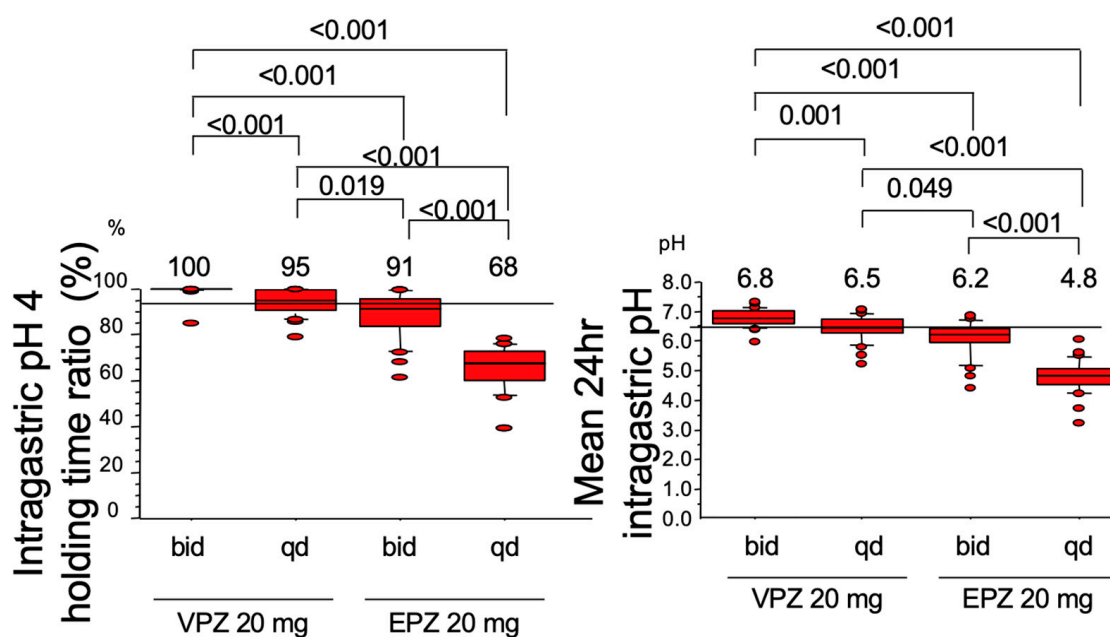 <0.001
<0.001
<0.001
<0.001
0.019
<0.001
%
100 95 91 68
100
80
60
40
20
0
Intragastric pH 4
holding time ratio (%)
bid qd bid qd
VPZ 20 mg EPZ 20 mg
<0.001
<0.001
0.001
<0.001
0.049
<0.001
pH
6.8 6.5 6.2 4.8
8.0
7.0
6.0
5.0
4.0
3.0
2.0
1.0
0.0
Mean 24hr
intragastric pH
bid qd bid qd
VPZ 20 mg EPZ 20 mg